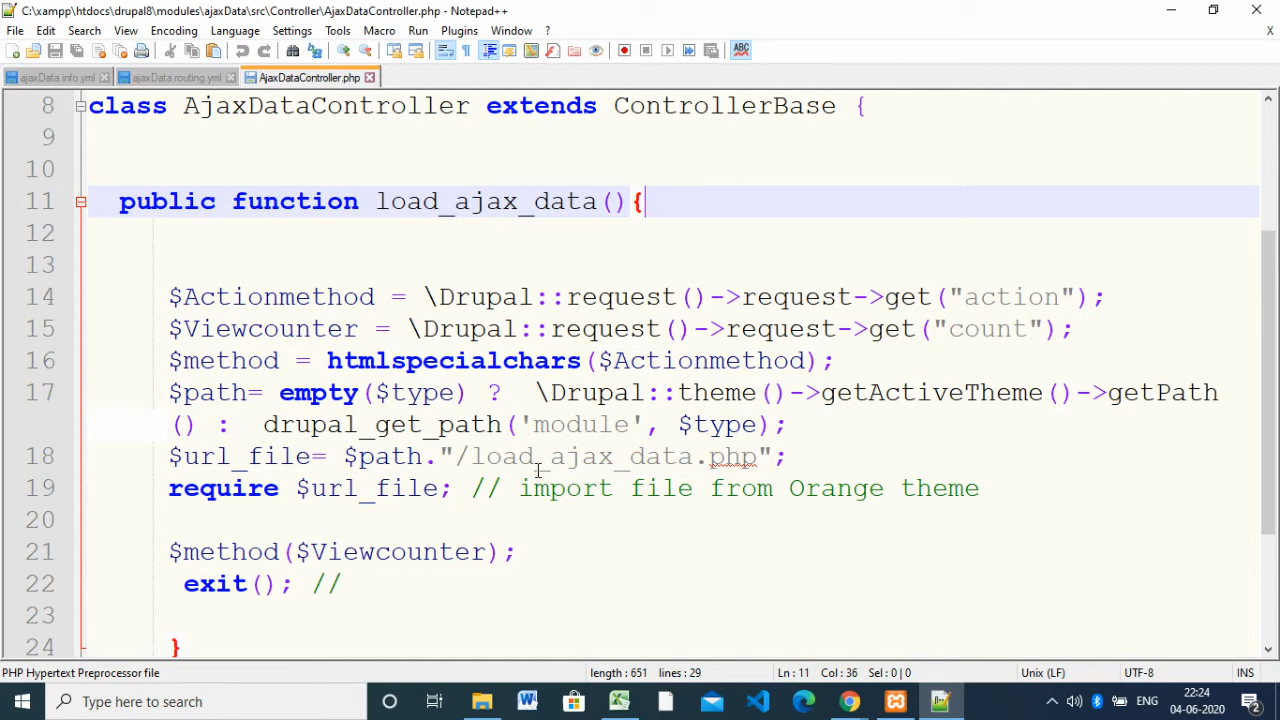 C:\xampp\htdocs\drupal8\modules\ajaxData\src\Controller\AjaxDataController.php - Notepad++
File Edit Search View Encoding Language Settings Tools Macro Run Plugins Window ? X
ajaxData.info.yml ajaxData.routing.yml AjaxDataController.php
8 class AjaxDataController extends ControllerBase {
9
10
11 public function load_ajax_data(){
12
13
14 $Actionmethod = \Drupal::request()->request->get("action");
15 $Viewcounter = \Drupal::request()->request->get("count");
16 $method = htmlspecialchars($Actionmethod);
17 $path= empty($type) ?  \Drupal::theme()->getActiveTheme()->getPath
() :  drupal_get_path('module', $type);
18 $url_file= $path."/load_ajax_data.php";
19 require $url_file; // import file from Orange theme
20
21 $method($Viewcounter);
22 exit(); //
23
24 }
PHP Hypertext Preprocessor file length : 651 lines : 29 Ln : 11 Col : 36 Sel : 0 | 0 Unix (LF) UTF-8 INS
Type here to search ENG 22:24
04-06-2020 2